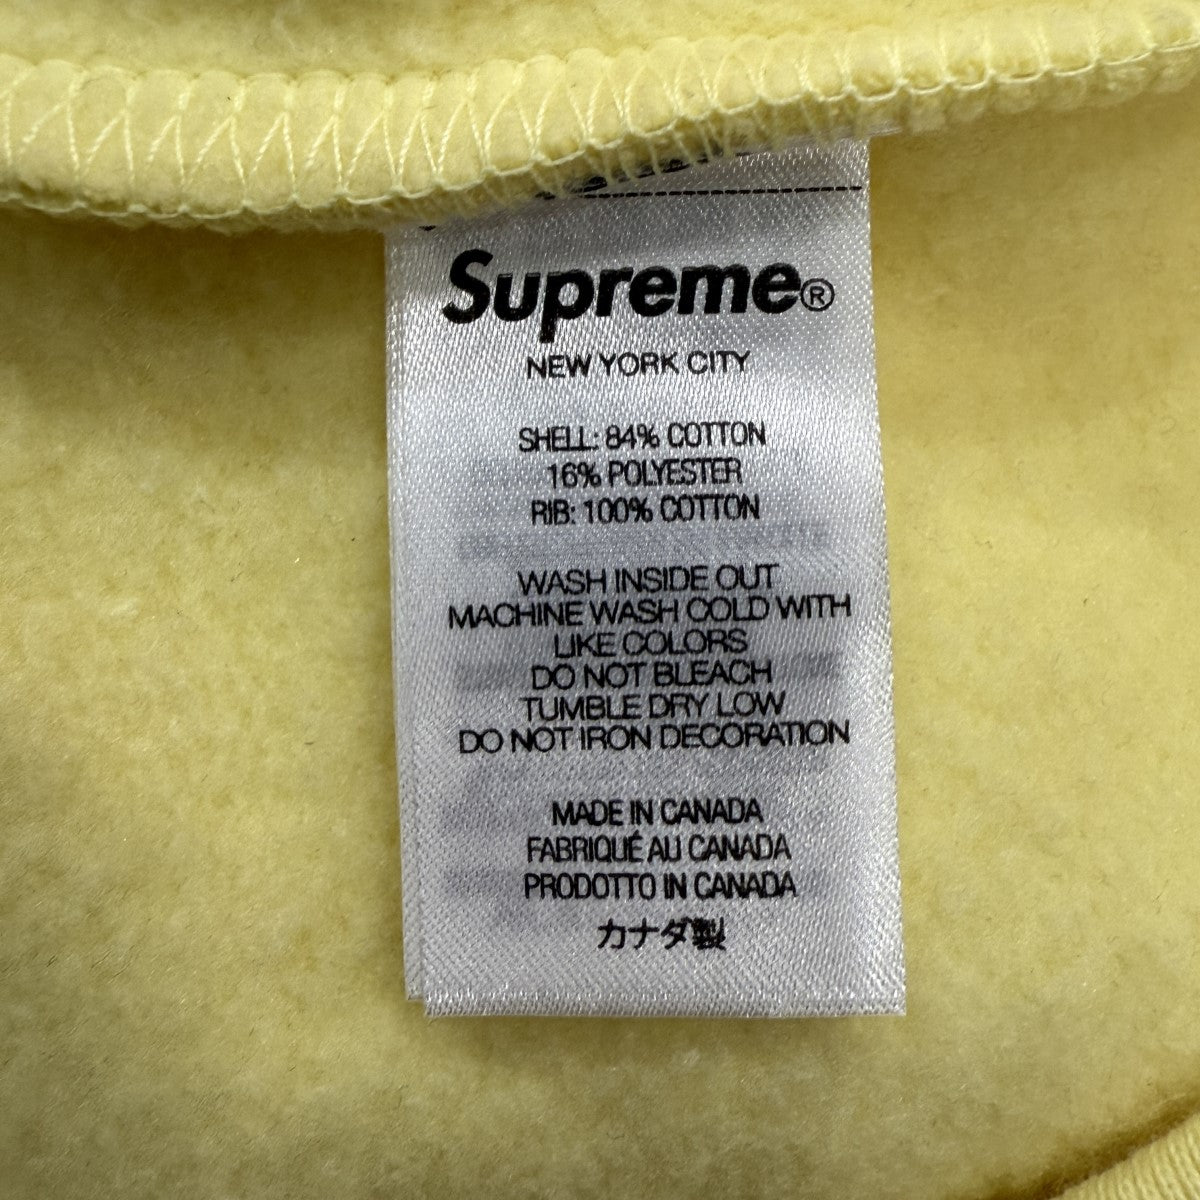 Supreme®
NEW YORK CITY
SHELL: 84% COTTON
16% POLYESTER
RIB: 100% COTTON
WASH INSIDE OUT
MACHINE WASH COLD WITH
LIKE COLORS
DO NOT BLEACH
TUMBLE DRY LOW
DO NOT IRON DECORATION
MADE IN CANADA
FABRIQUÉ AU CANADA
PRODOTTO IN CANADA
カナダ製